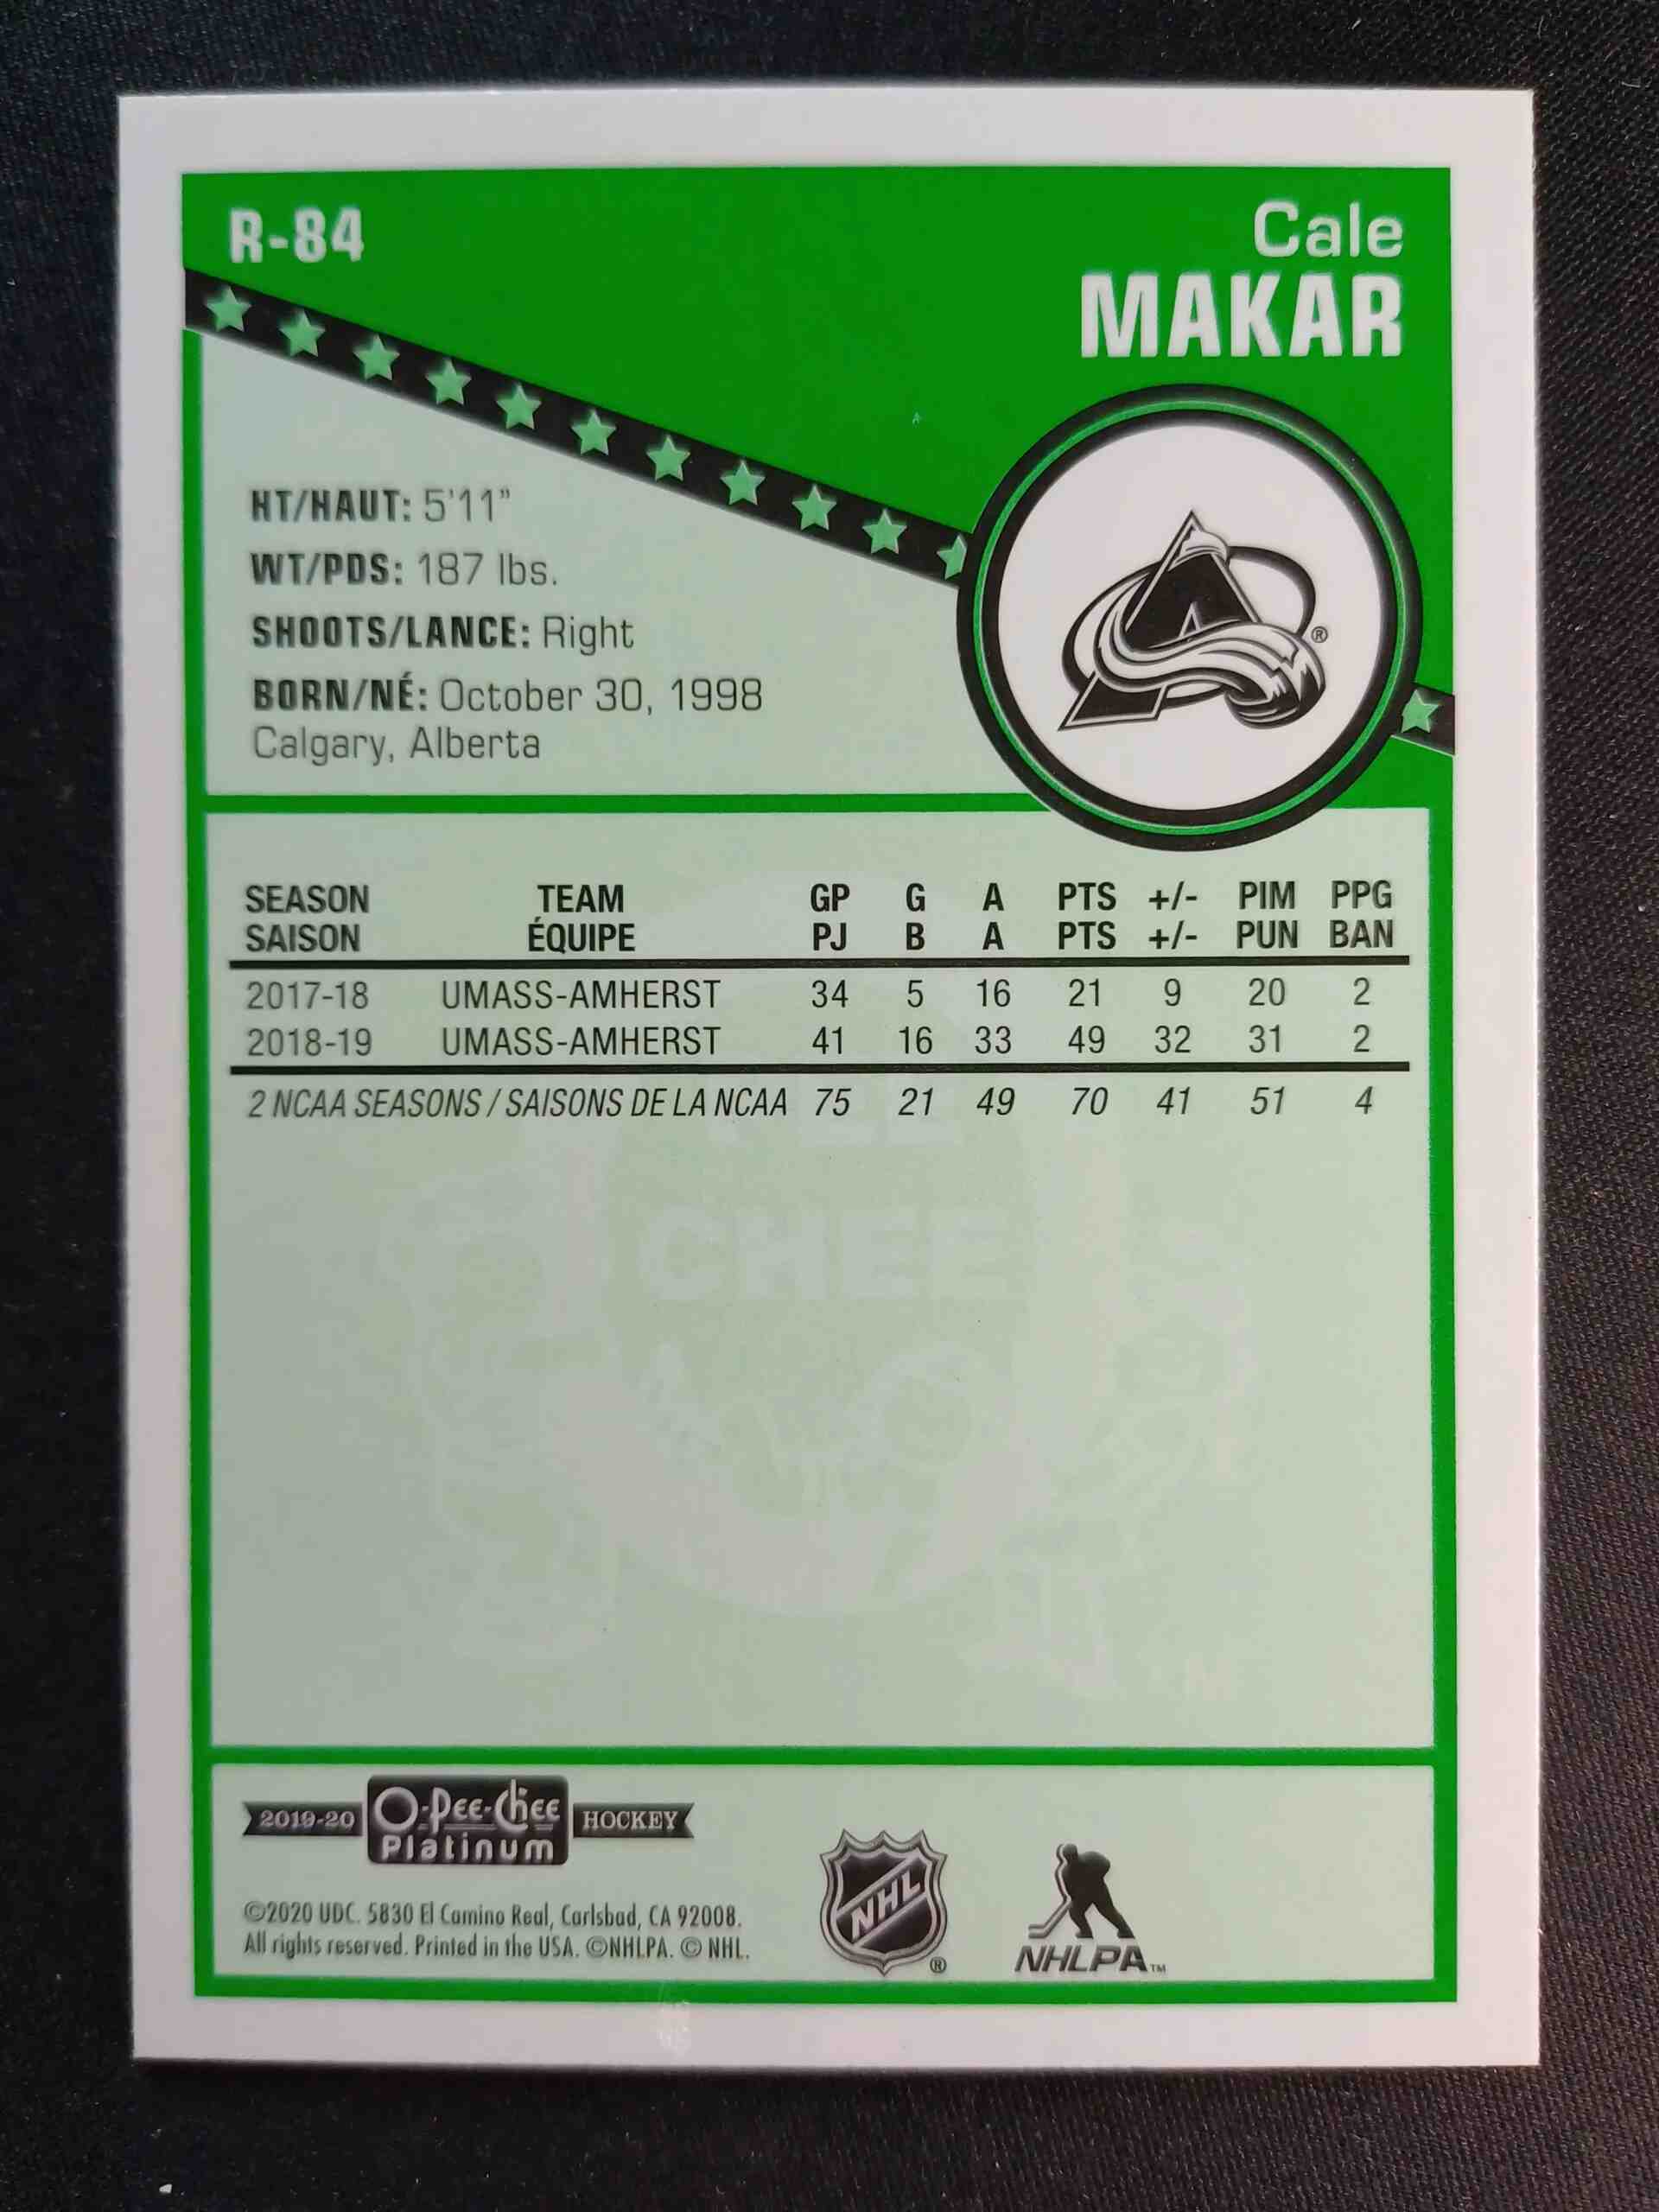 R-84
Cale
MAKAR
HT/HAUT: 5'11"
WT/PDS: 187 lbs.
SHOOTS/LANCE: Right
BORN/NÉ: October 30, 1998
Calgary, Alberta
A ®
SEASON TEAM GP G A PTS +/- PIM PPG
SAISON ÉQUIPE PJ B A PTS +/- PUN BAN
2017-18 UMASS-AMHERST 34 5 16 21 9 20 2
2018-19 UMASS-AMHERST 41 16 33 49 32 31 2
2 NCAA SEASONS / SAISONS DE LA NCAA 75 21 49 70 41 51 4
PEE
CHEE
2019-20 O-Pee-Chee HOCKEY
Platinum
©2020 UDC. 5830 El Camino Real, Carlsbad, CA 92008.
All rights reserved. Printed in the USA. ©NHLPA. © NHL.
NHL ®
NHLPA TM